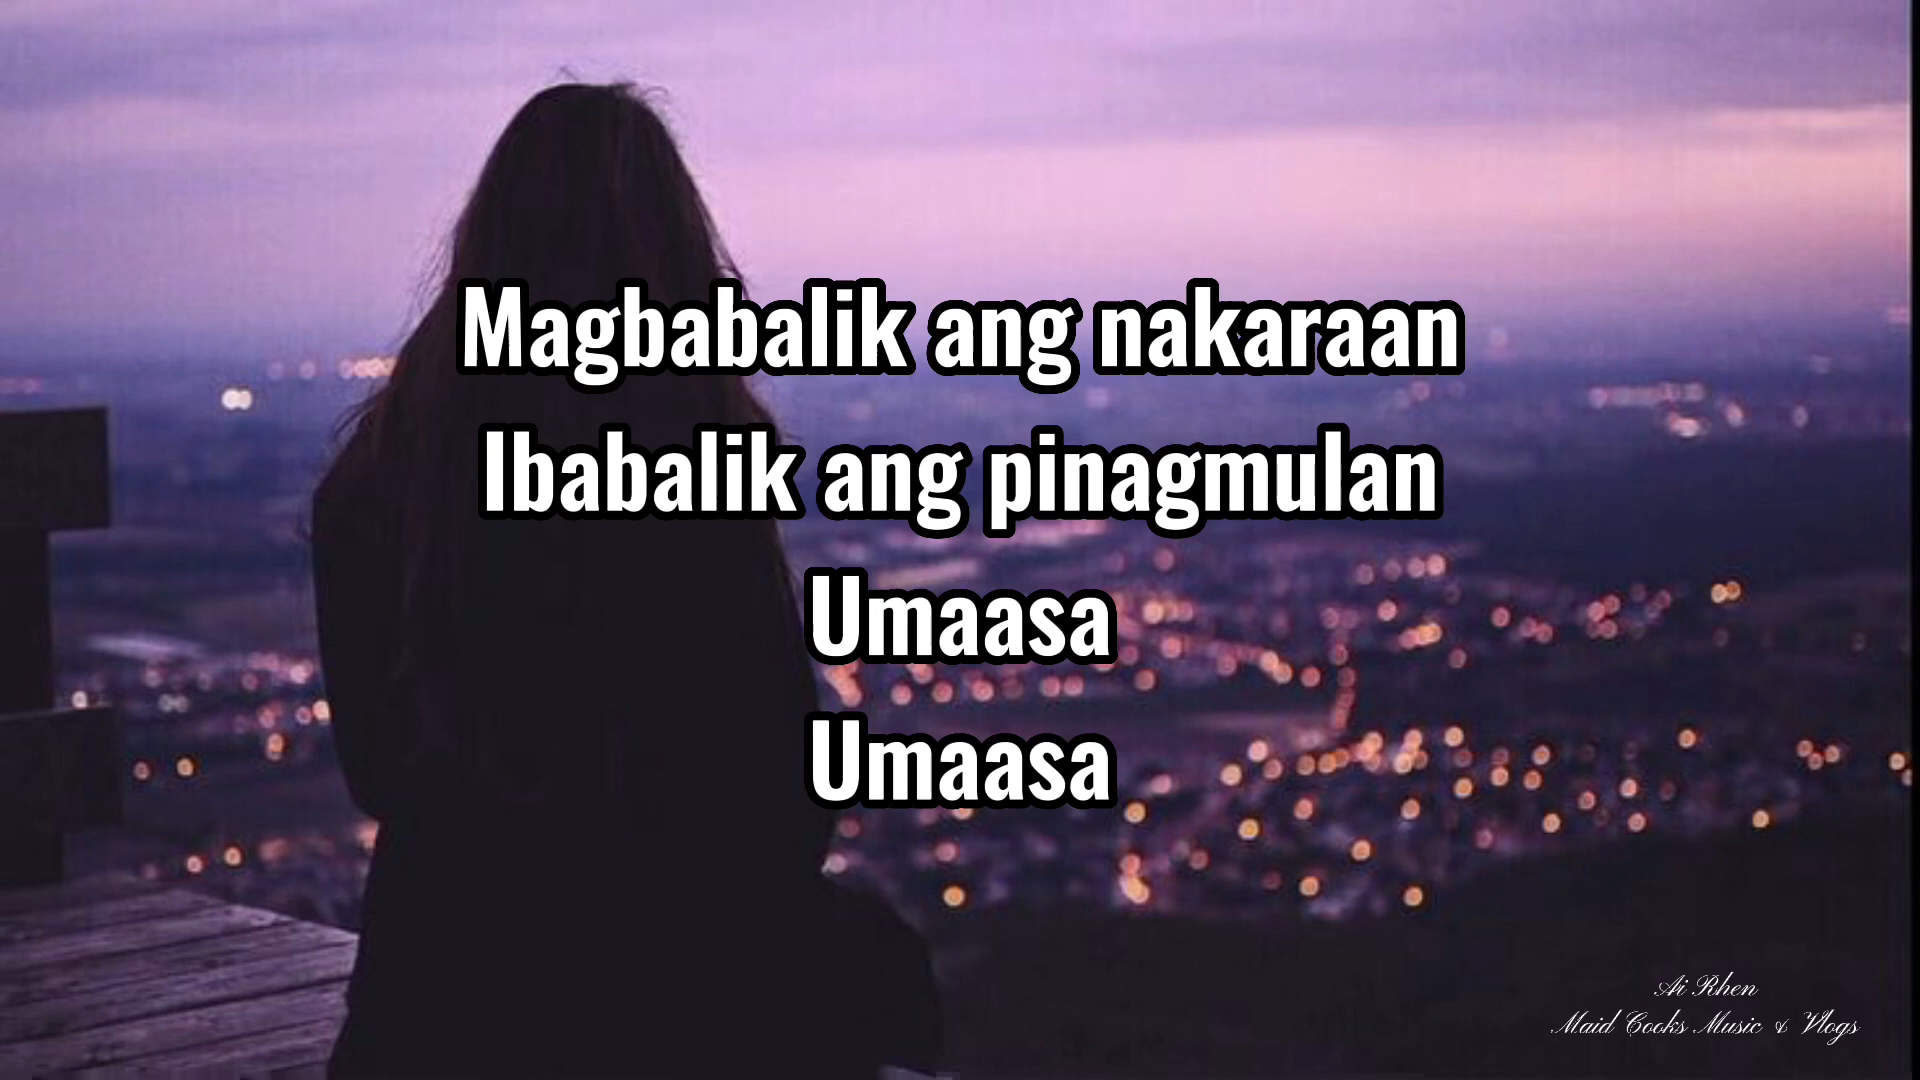 Magbabalik ang nakaraan
Ibabalik ang pinagmulan
Umaasa
Umaasa
Ai Rhen
Maid Cooks Music & Vlogs